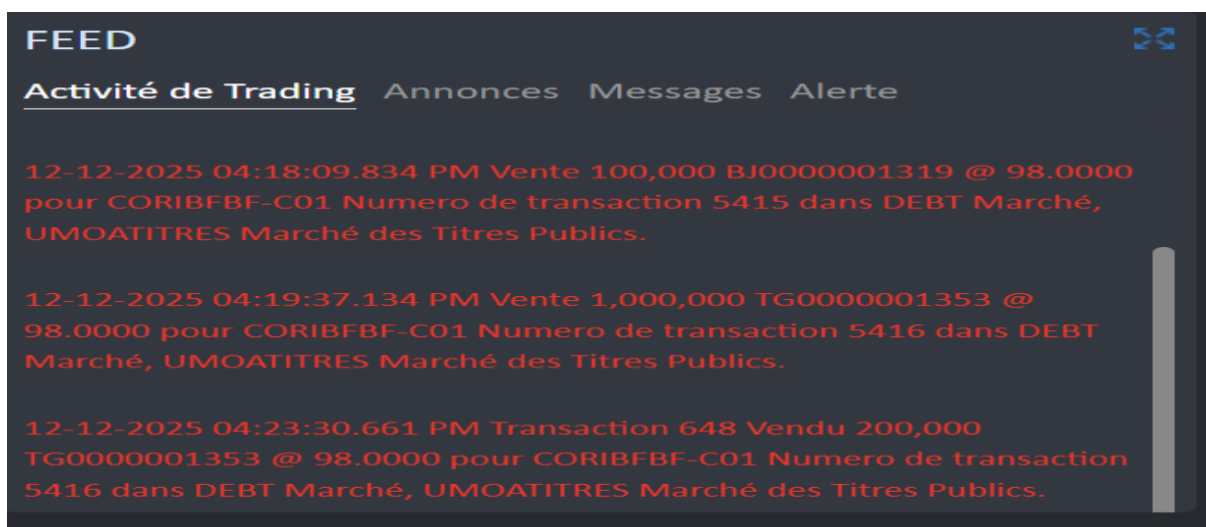 FEED
Activité de Trading Annonces Messages Alerte
12-12-2025 04:18:09.834 PM Vente 100,000 BJ0000001319 @ 98.0000
pour CORIBFBF-C01 Numero de transaction 5415 dans DEBT Marché,
UMOATITRES Marché des Titres Publics.
12-12-2025 04:19:37.134 PM Vente 1,000,000 TG0000001353 @
98.0000 pour CORIBFBF-C01 Numero de transaction 5416 dans DEBT
Marché, UMOATITRES Marché des Titres Publics.
12-12-2025 04:23:30.661 PM Transaction 648 Vendu 200,000
TG0000001353 @ 98.0000 pour CORIBFBF-C01 Numero de transaction
5416 dans DEBT Marché, UMOATITRES Marché des Titres Publics.